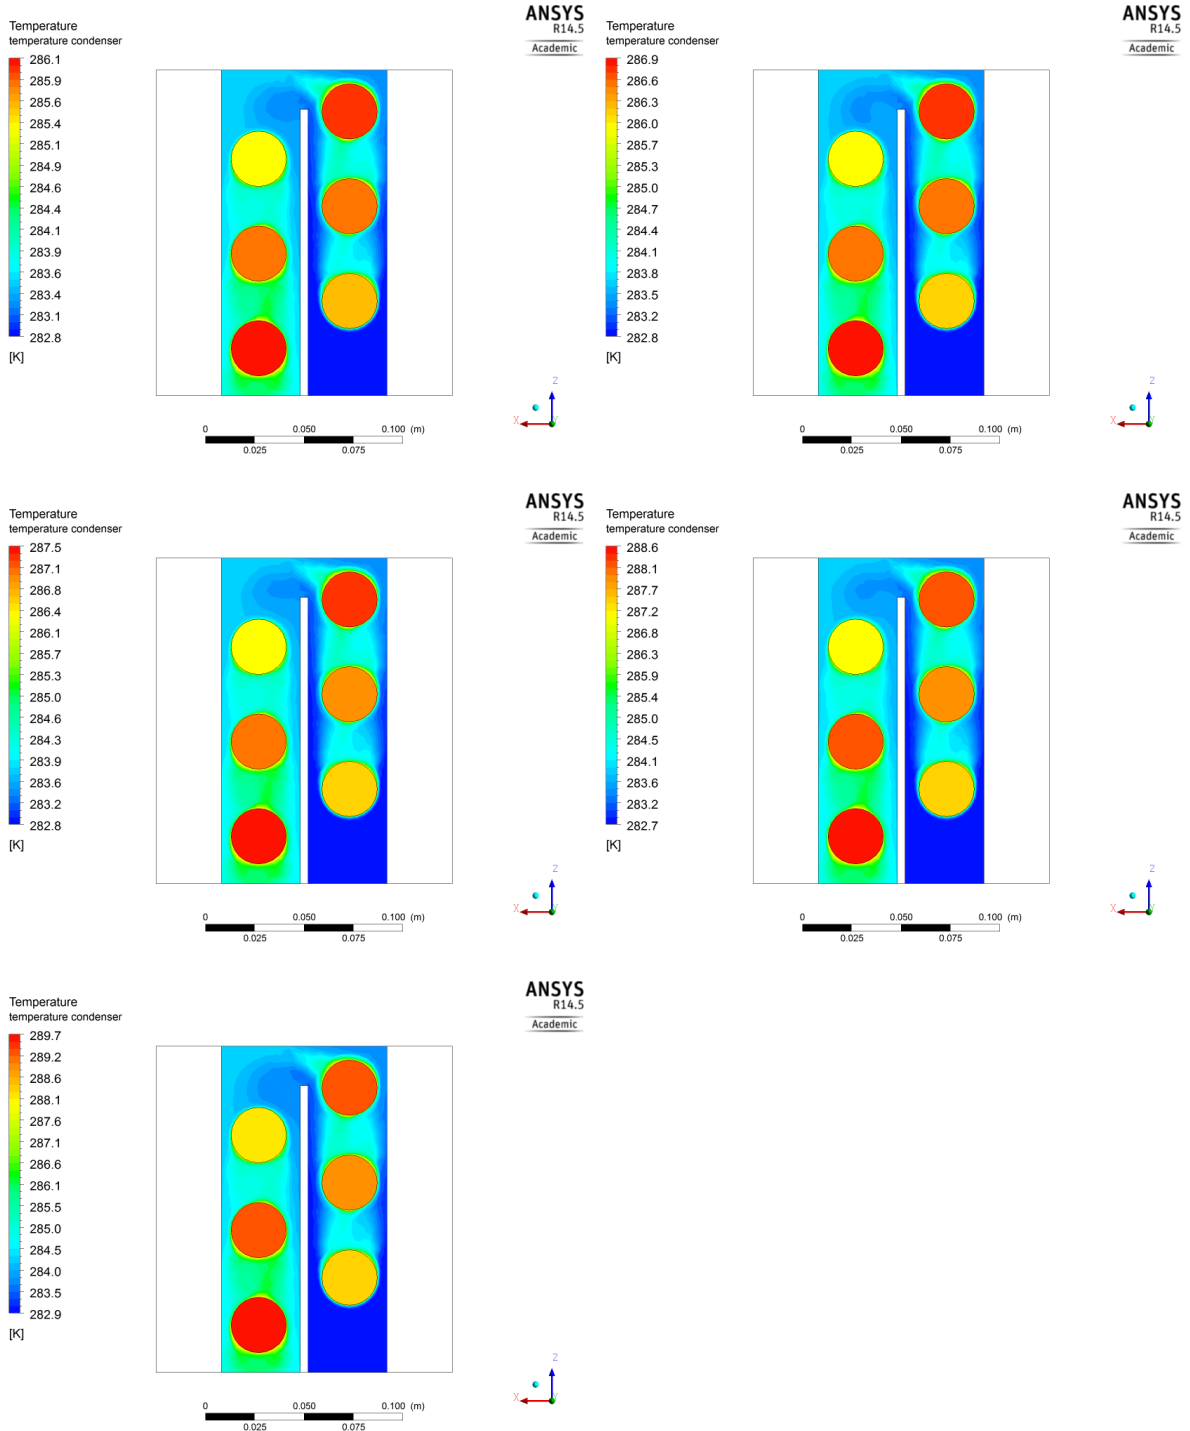 Temperature
temperature condenser
286.1
285.9
285.6
285.4
285.1
284.9
284.6
284.4
284.1
283.9
283.6
283.4
283.1
282.8
[K]
ANSYS
R14.5
Academic
Z
X
Y
0 0.050 0.100 (m)
0.025 0.075
Temperature
temperature condenser
286.9
286.6
286.3
286.0
285.7
285.3
285.0
284.7
284.4
284.1
283.8
283.5
283.2
282.8
[K]
ANSYS
R14.5
Academic
Z
X
Y
0 0.050 0.100 (m)
0.025 0.075
Temperature
temperature condenser
287.5
287.1
286.8
286.4
286.1
285.7
285.3
285.0
284.6
284.3
283.9
283.6
283.2
282.8
[K]
ANSYS
R14.5
Academic
Z
X
Y
0 0.050 0.100 (m)
0.025 0.075
Temperature
temperature condenser
288.6
288.1
287.7
287.2
286.8
286.3
285.9
285.4
285.0
284.5
284.1
283.6
283.2
282.7
[K]
ANSYS
R14.5
Academic
Z
X
Y
0 0.050 0.100 (m)
0.025 0.075
Temperature
temperature condenser
289.7
289.2
288.6
288.1
287.6
287.1
286.6
286.1
285.5
285.0
284.5
284.0
283.5
282.9
[K]
ANSYS
R14.5
Academic
Z
X
Y
0 0.050 0.100 (m)
0.025 0.075